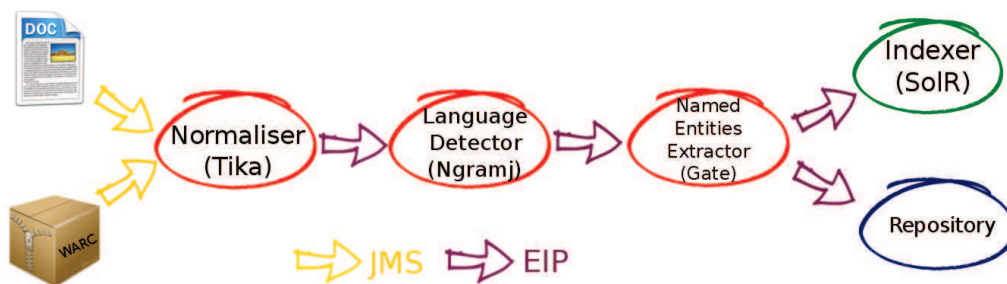 DOC
WARC
Normaliser
(Tika)
Language
Detector
(Ngramj)
Named
Entities
Extractor
(Gate)
Indexer
(SolR)
Repository
JMS
EIP